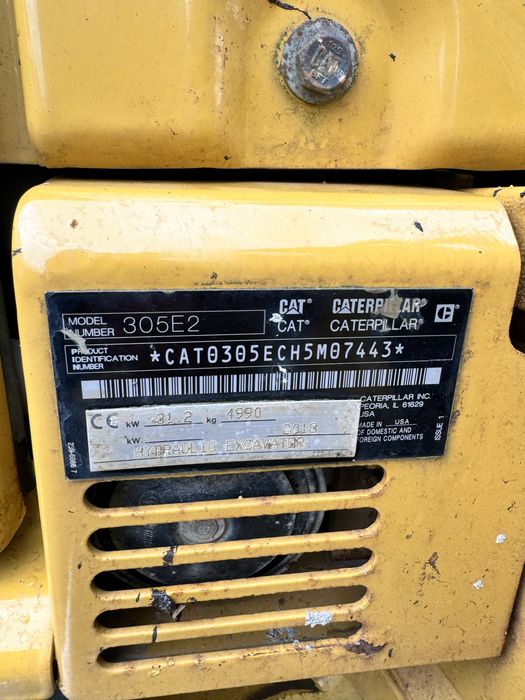 MODEL NUMBER 305E2 CAT® CATERPILLAR®
CAT® CATERPILLAR®
PRODUCT IDENTIFICATION NUMBER *CAT0305ECH5M07443*
CATERPILLAR INC.
PEORIA, IL 61629
USA
CE kW 31.2 kg 4990
kW 2018
HYDRAULIC EXCAVATOR
MADE IN USA
OF DOMESTIC AND
FOREIGN COMPONENTS
ISSUE 1